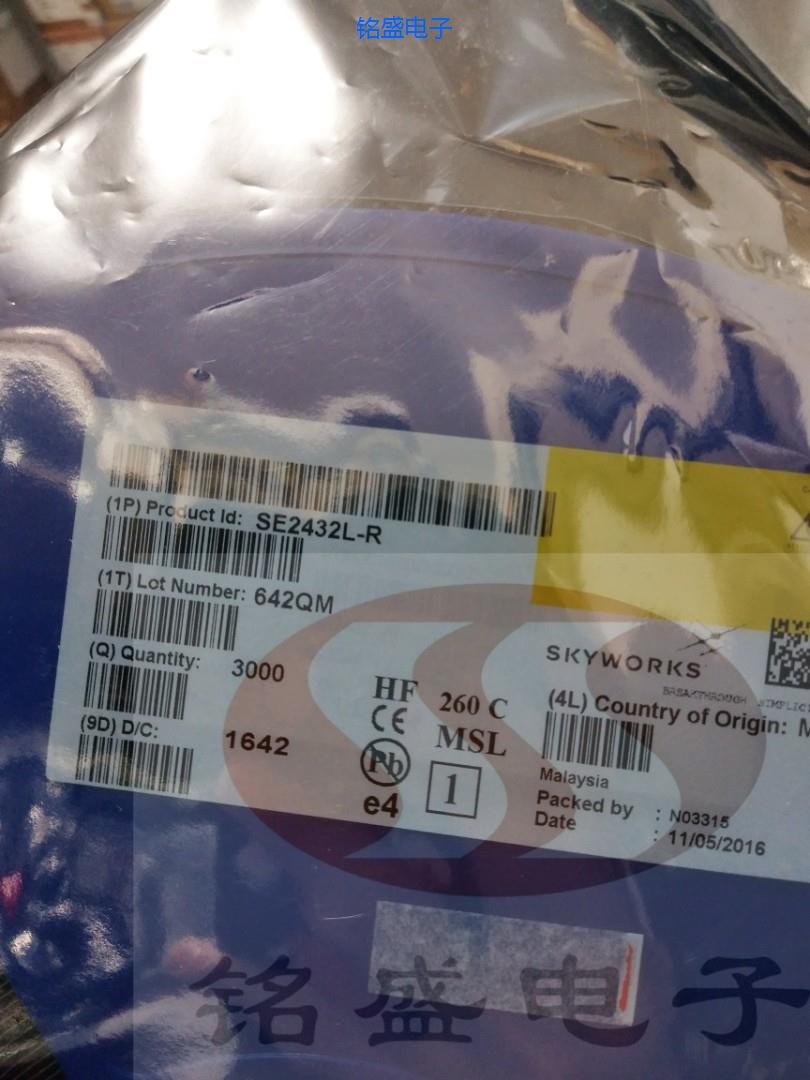 铭盛电子
(1P) Product Id: SE2432L-R
(1T) Lot Number: 642QM
(Q) Quantity: 3000
(9D) D/C: 1642
HF
CE
Pb
e4
260 C
MSL
1
SKYWORKS
BREAKTHROUGH
(4L) Country of Origin:
Malaysia
Packed by : N03315
Date : 11/05/2016
铭盛电子